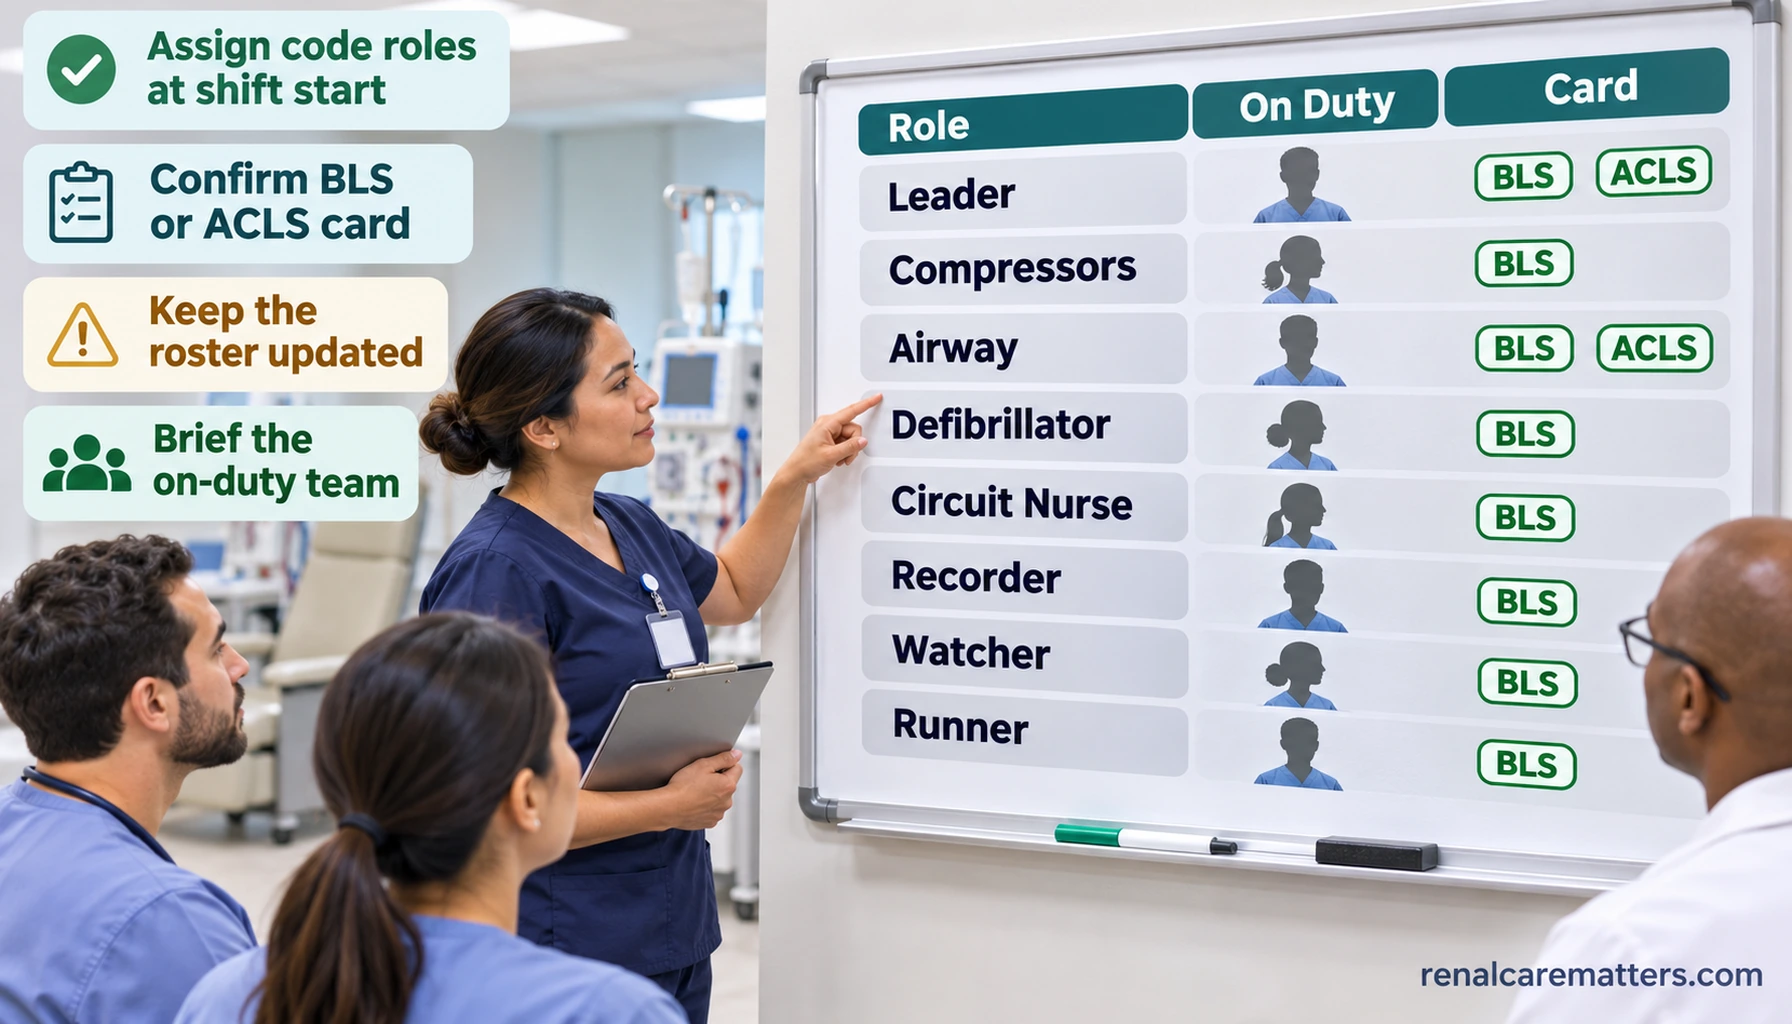 Assign code roles
at shift start
Confirm BLS
or ACLS card
Keep the
roster updated
Brief the
on-duty team
Role On Duty Card
Leader BLS ACLS
Compressors BLS
Airway BLS ACLS
Defibrillator BLS
Circuit Nurse BLS
Recorder BLS
Watcher BLS
Runner BLS
renalcarematters.com